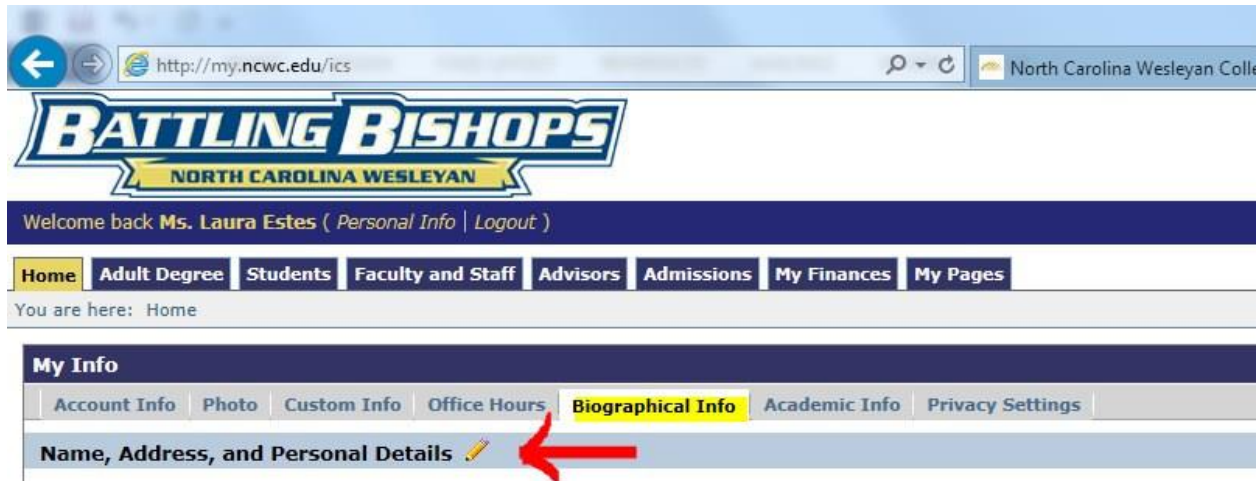 http://my.ncwc.edu/ics
North Carolina Wesleyan Colle
BATTLING BISHOPS
NORTH CAROLINA WESLEYAN
Welcome back Ms. Laura Estes ( Personal Info | Logout )
Home Adult Degree Students Faculty and Staff Advisors Admissions My Finances My Pages
You are here: Home
My Info
Account Info Photo Custom Info Office Hours Biographical Info Academic Info Privacy Settings
Name, Address, and Personal Details